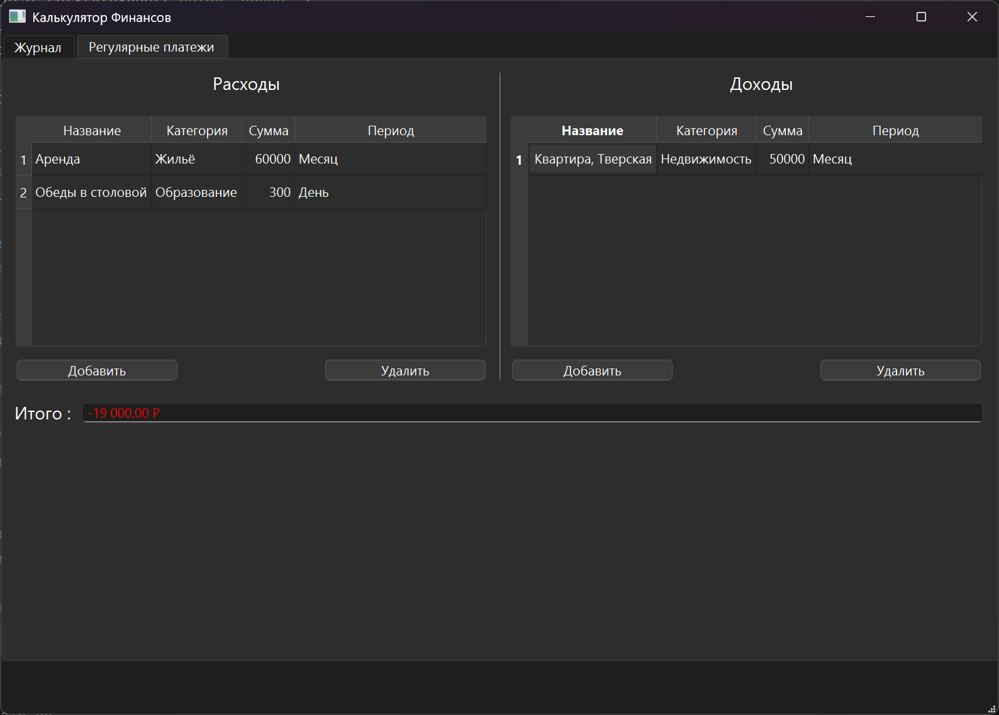 Калькулятор Финансов
Журнал Регулярные платежи
Расходы
Название Категория Сумма Период
1 Аренда Жильё 60000 Месяц
2 Обеды в столовой Образование 300 День
Добавить Удалить
Доходы
Название Категория Сумма Период
1 Квартира, Тверская Недвижимость 50000 Месяц
Добавить Удалить
Итого : -19 000.00 ₽